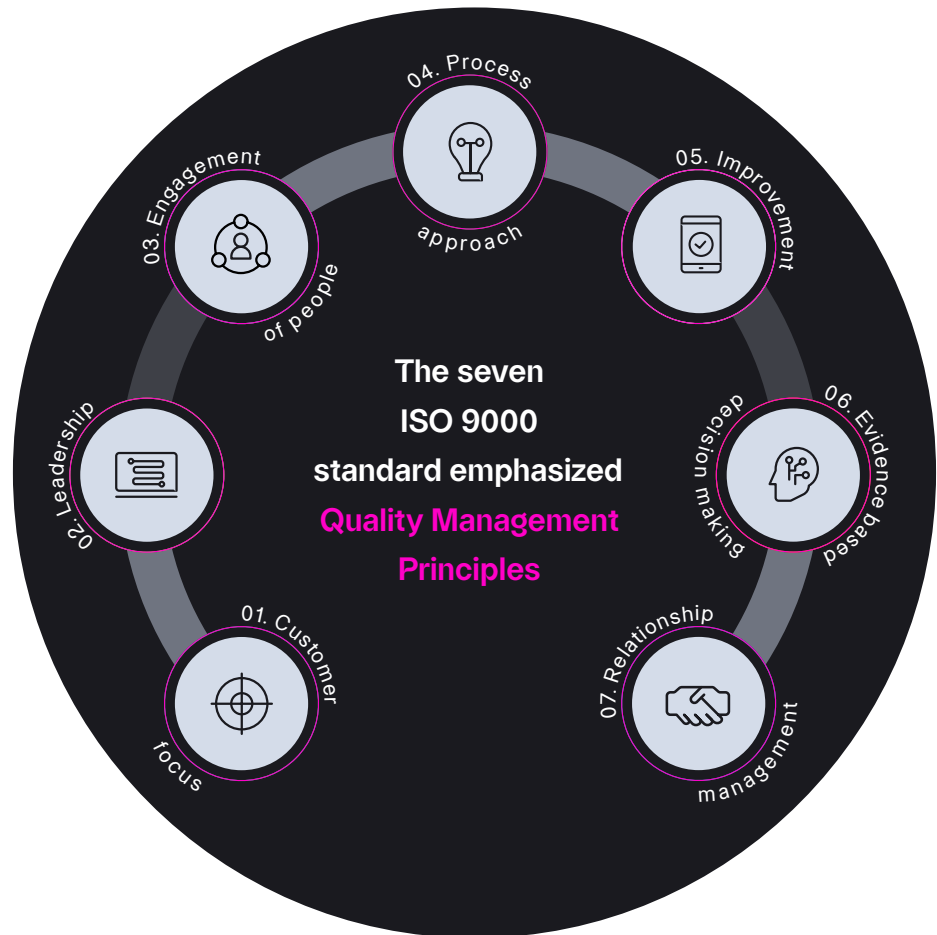 The seven
ISO 9000
standard emphasized
Quality Management
Principles
01. Customer
focus
02. Leadership
03. Engagement
of people
04. Process
approach
05. Improvement
06. Evidence based
decision making
07. Relationship
management